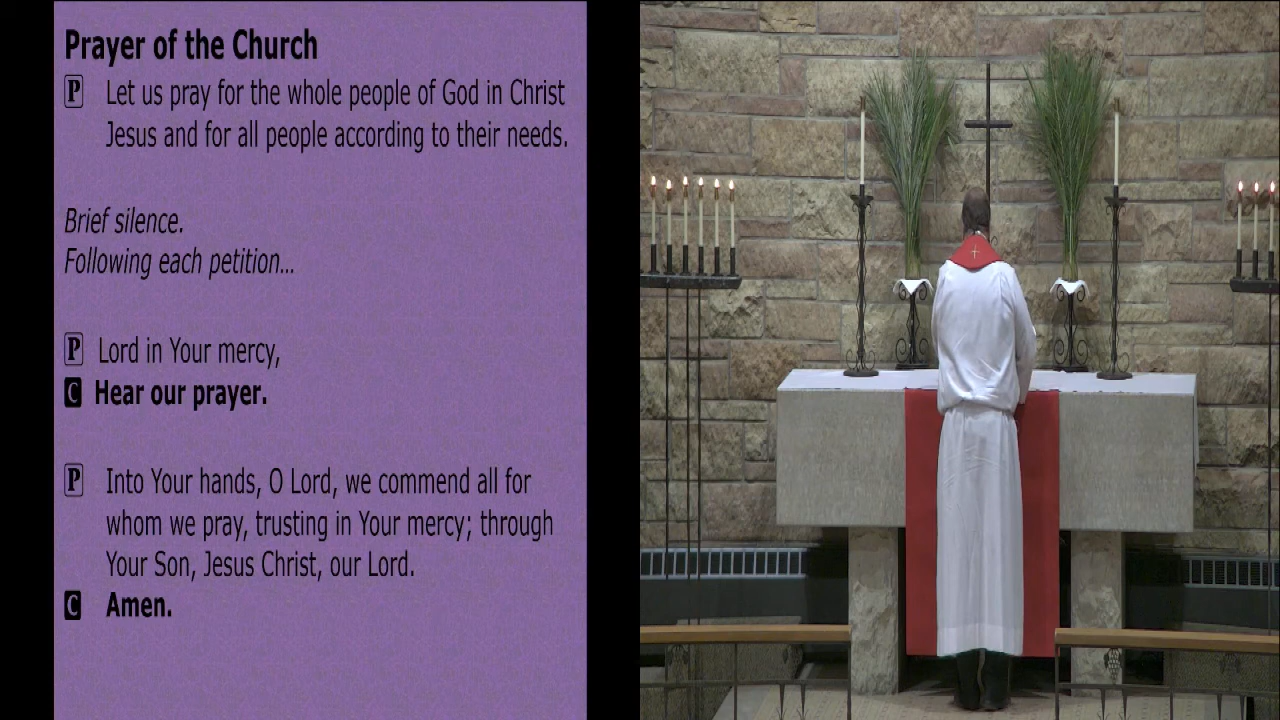 Prayer of the Church
P Let us pray for the whole people of God in Christ
Jesus and for all people according to their needs.
Brief silence.
Following each petition...
P Lord in Your mercy,
C Hear our prayer.
P Into Your hands, O Lord, we commend all for
whom we pray, trusting in Your mercy; through
Your Son, Jesus Christ, our Lord.
C Amen.